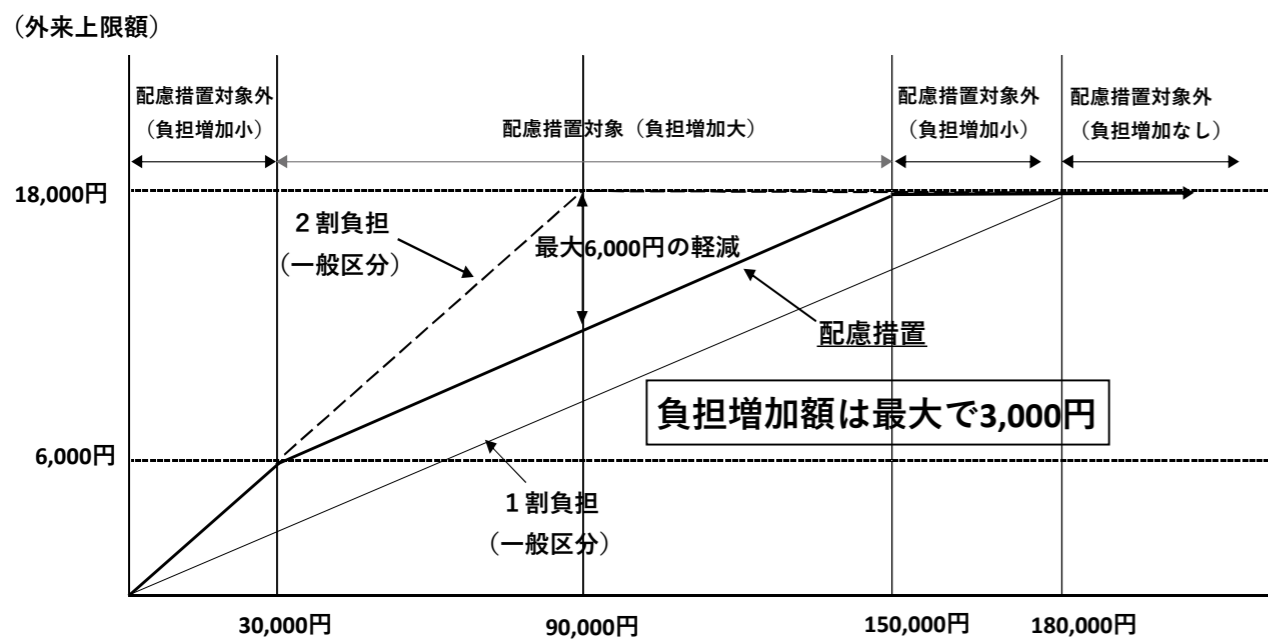 （外来上限額）
配慮措置対象外
（負担増加小）
配慮措置対象（負担増加大）
配慮措置対象外
（負担増加小）
配慮措置対象外
（負担増加なし）
18,000円
２割負担
（一般区分）
最大6,000円の軽減
配慮措置
負担増加額は最大で3,000円
6,000円
１割負担
（一般区分）
30,000円
90,000円
150,000円
180,000円